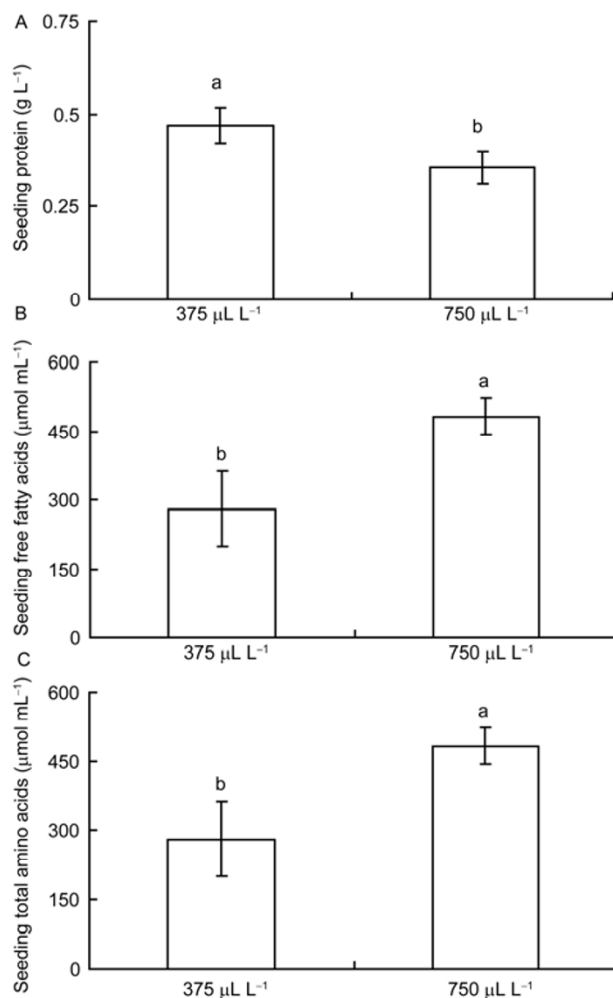 A
Seeding protein (g L⁻¹)
0.75
0.5
0.25
0
a
b
375 μL L⁻¹
750 μL L⁻¹
B
Seeding free fatty acids (μmol mL⁻¹)
600
450
300
150
0
b
a
375 μL L⁻¹
750 μL L⁻¹
C
Seeding total amino acids (μmol mL⁻¹)
600
450
300
150
0
b
a
375 μL L⁻¹
750 μL L⁻¹